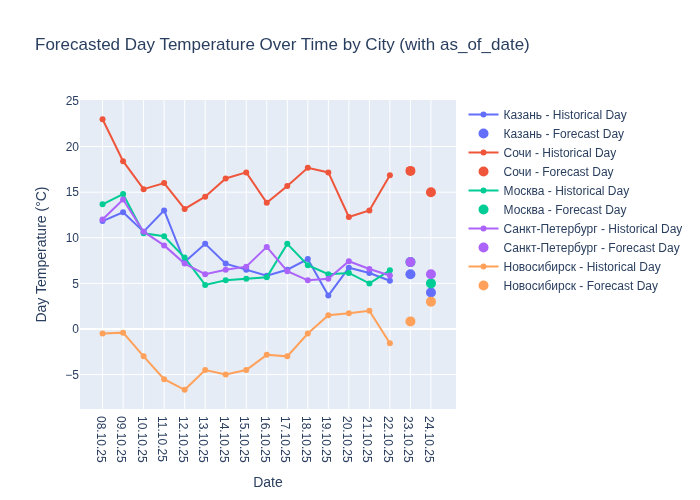 Forecasted Day Temperature Over Time by City (with as_of_date)
25
20
15
10
5
0
−5
Day Temperature (°C)
08.10.25
09.10.25
10.10.25
11.10.25
12.10.25
13.10.25
14.10.25
15.10.25
16.10.25
17.10.25
18.10.25
19.10.25
20.10.25
21.10.25
22.10.25
23.10.25
24.10.25
Date
Казань - Historical Day
Казань - Forecast Day
Сочи - Historical Day
Сочи - Forecast Day
Москва - Historical Day
Москва - Forecast Day
Санкт-Петербург - Historical Day
Санкт-Петербург - Forecast Day
Новосибирск - Historical Day
Новосибирск - Forecast Day